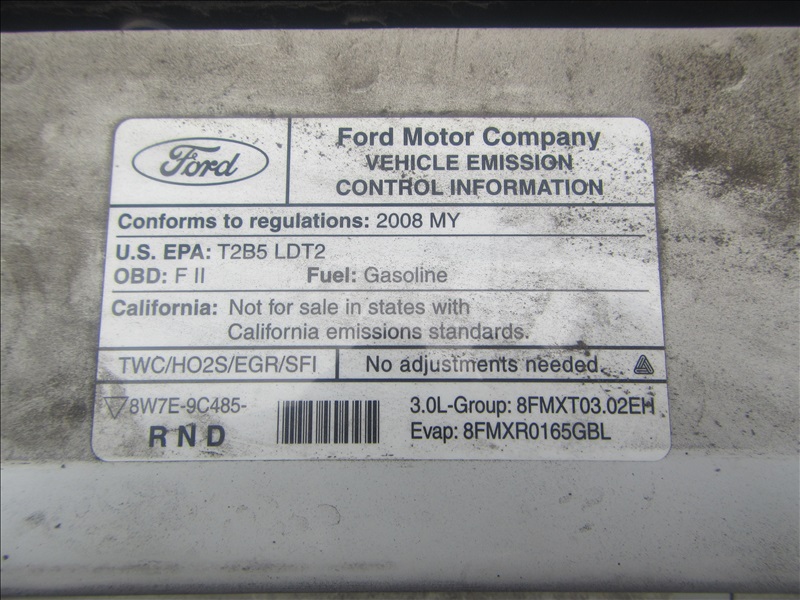 Ford
Ford Motor Company
VEHICLE EMISSION
CONTROL INFORMATION
Conforms to regulations: 2008 MY
U.S. EPA: T2B5 LDT2
OBD: F II Fuel: Gasoline
California: Not for sale in states with
California emissions standards.
TWC/HO2S/EGR/SFI No adjustments needed.
8W7E-9C485-
RND
3.0L-Group: 8FMXT03.02EH
Evap: 8FMXR0165GBL